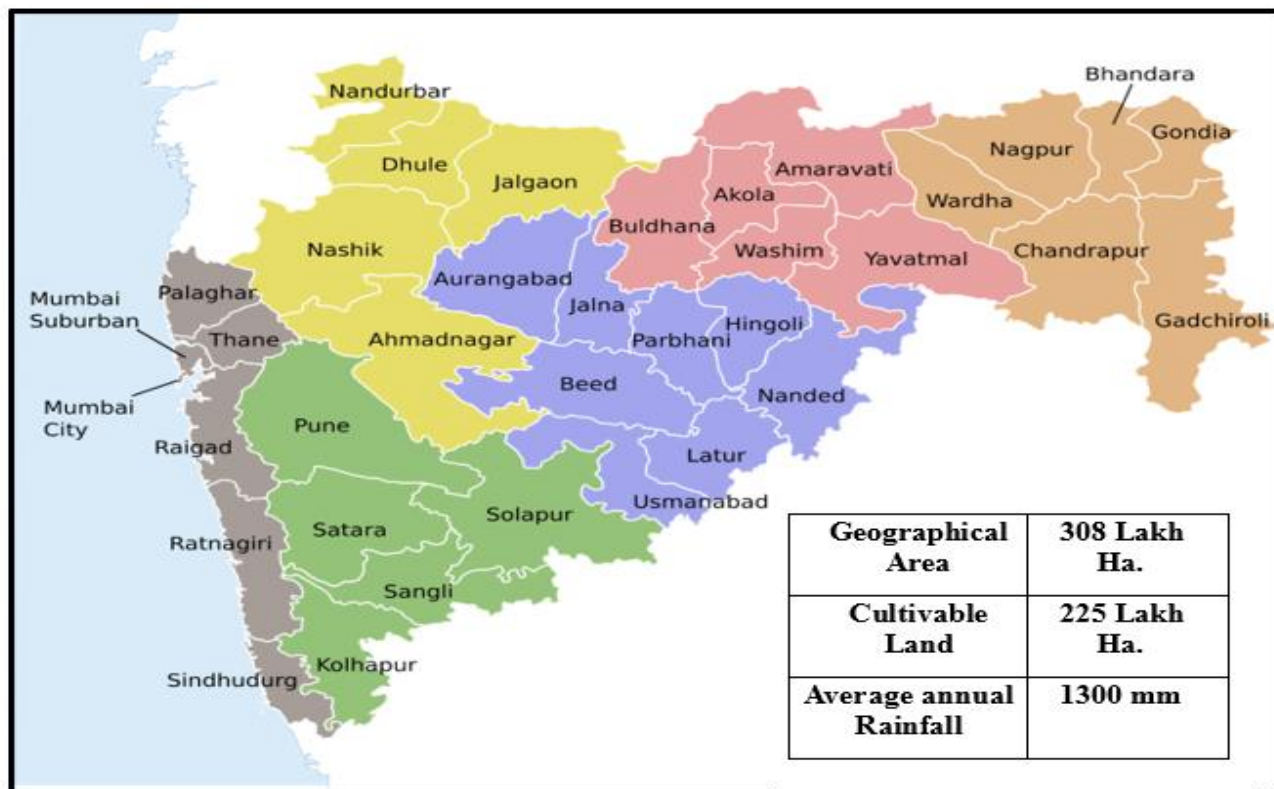 Bhandara
Nandurbar
Gondia
Nagpur
Dhule
Amaravati
Jalgaon
Akola
Wardha
Buldhana
Nashik
Washim
Chandrapur
Yavatmal
Aurangabad
Palaghar
Jalna
Mumbai
Suburban
Hingoli
Gadchiroli
Thane
Ahmadnagar
Parbhani
Beed
Nanded
Mumbai
City
Pune
Raigad
Latur
Usmanabad
Solapur
Satara
Ratnagiri
Sangli
Kolhapur
Sindhudurg
Geographical
Area
308 Lakh
Ha.
Cultivable
Land
225 Lakh
Ha.
Average annual
Rainfall
1300 mm